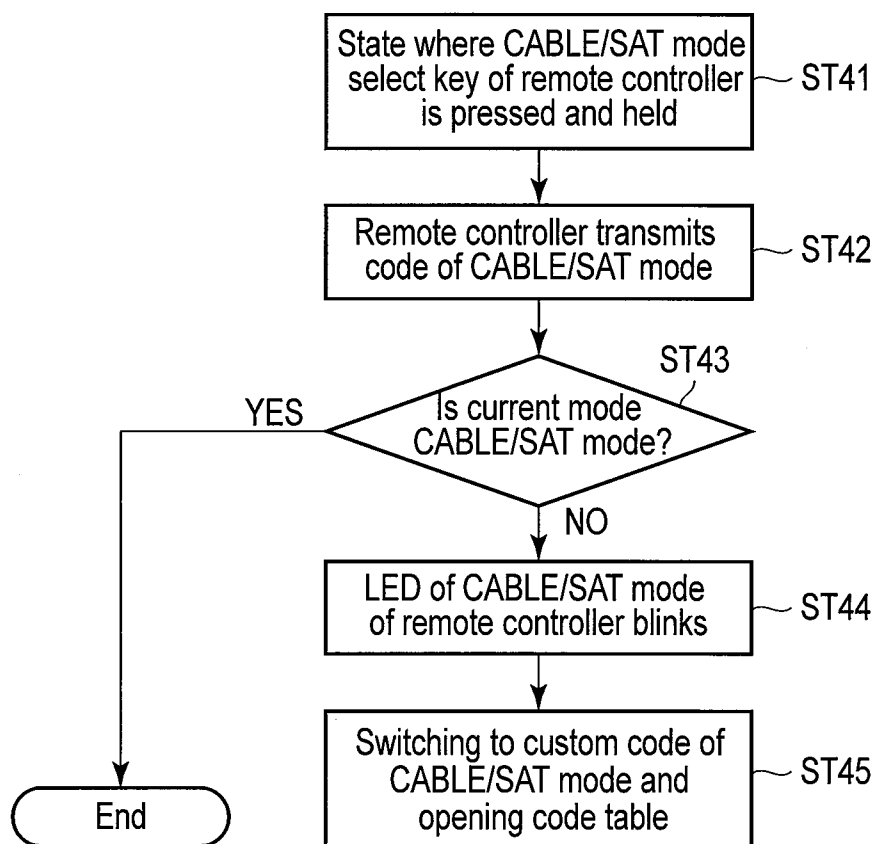 State where CABLE/SAT mode
select key of remote controller
is pressed and held
ST41
Remote controller transmits
code of CABLE/SAT mode
ST42
ST43
YES
Is current mode
CABLE/SAT mode?
NO
LED of CABLE/SAT mode
of remote controller blinks
ST44
Switching to custom code of
CABLE/SAT mode and
opening code table
ST45
End